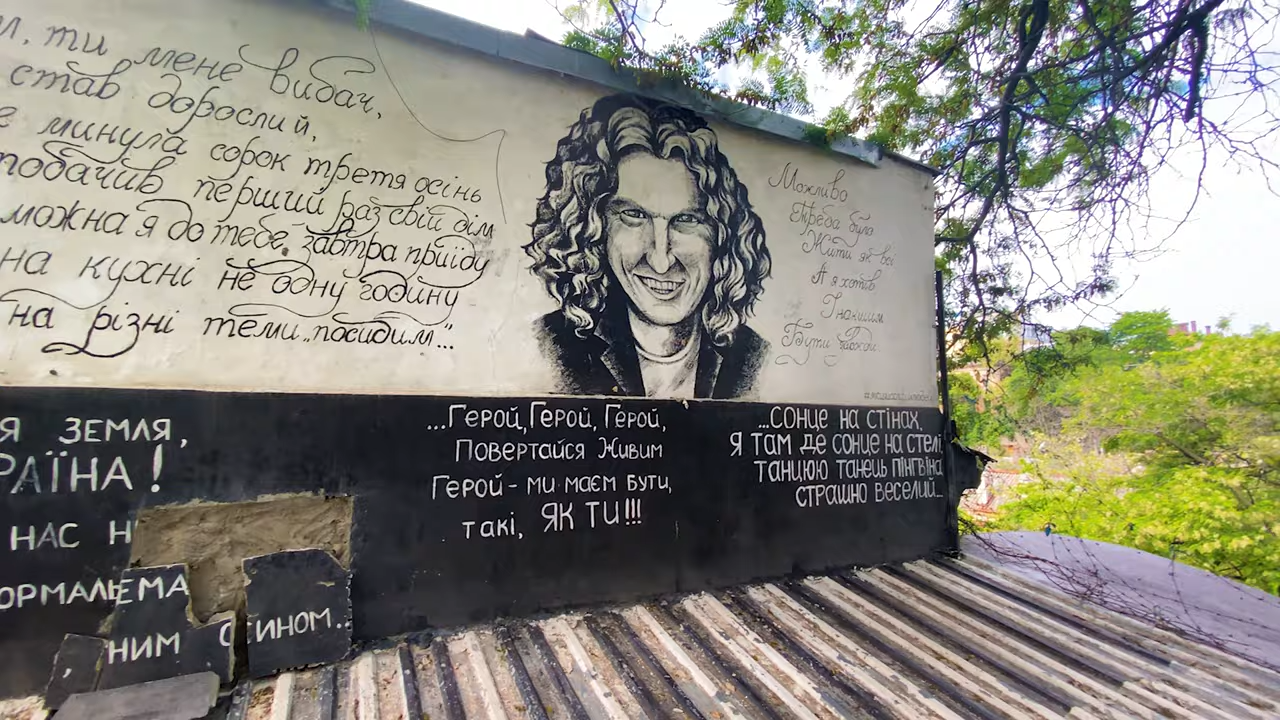 ти мене вибач,
став дорослий,
минула сорок третя осінь
побачив перший раз свій дім
можна я до тебе завтра прийду
на кухні не одну годину
на різні теми..посидим...
Можливо
Треба було
Жити як всі
А я хотів
Інакшим
Бути
Я ЗЕМЛЯ,
РАЇНА!
НАС Н
ОРМАЛЬ
ЕМА
НИМ С
ИНОМ..
...Герой, Герой, Герой,
Повертайся Живим
Герой - ми маєм бути,
такі, ЯК ТИ!!!
...СОНЦЕ НА СТІНАХ,
Я ТАМ ДЕ СОНЦЕ НА СТЕЛІ,
ТАНЦЮЮ ТАНЕЦЬ ПІНГВІНА
СТРАШНО ВЕСЕЛИЙ...